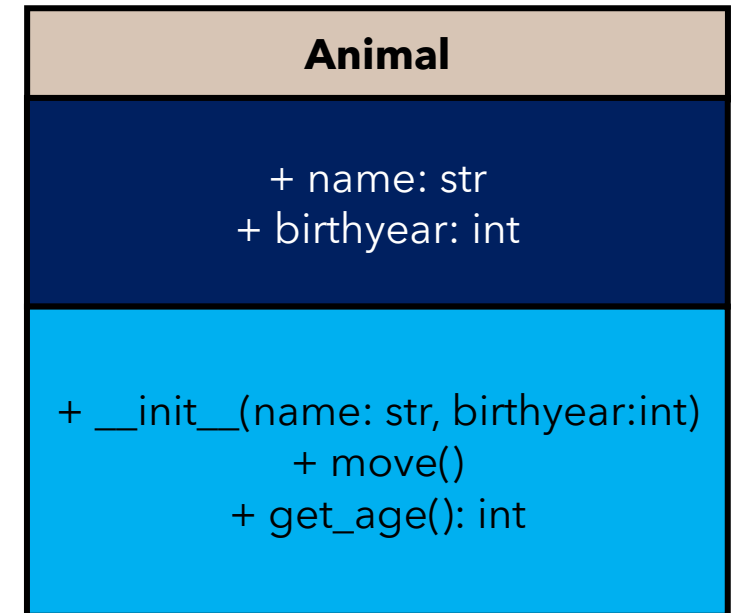 Animal
+ name: str
+ birthyear: int
+ __init__(name: str, birthyear:int)
+ move()
+ get_age(): int